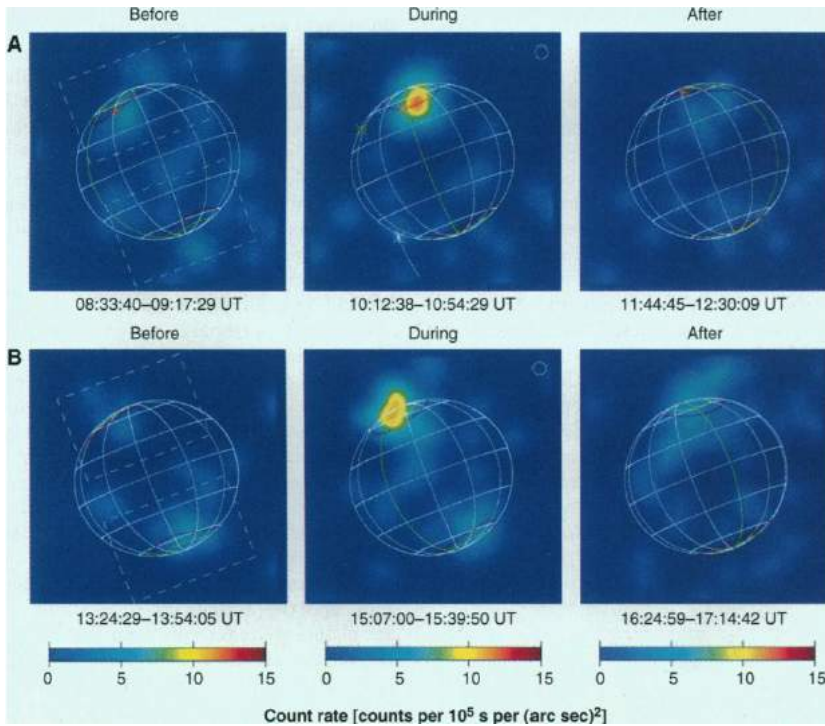 Before During After
A
08:33:40–09:17:29 UT 10:12:38–10:54:29 UT 11:44:45–12:30:09 UT
Before During After
B
13:24:29–13:54:05 UT 15:07:00–15:39:50 UT 16:24:59–17:14:42 UT
0 5 10 15 0 5 10 15 0 5 10 15
Count rate [counts per 10⁵ s per (arc sec)²]